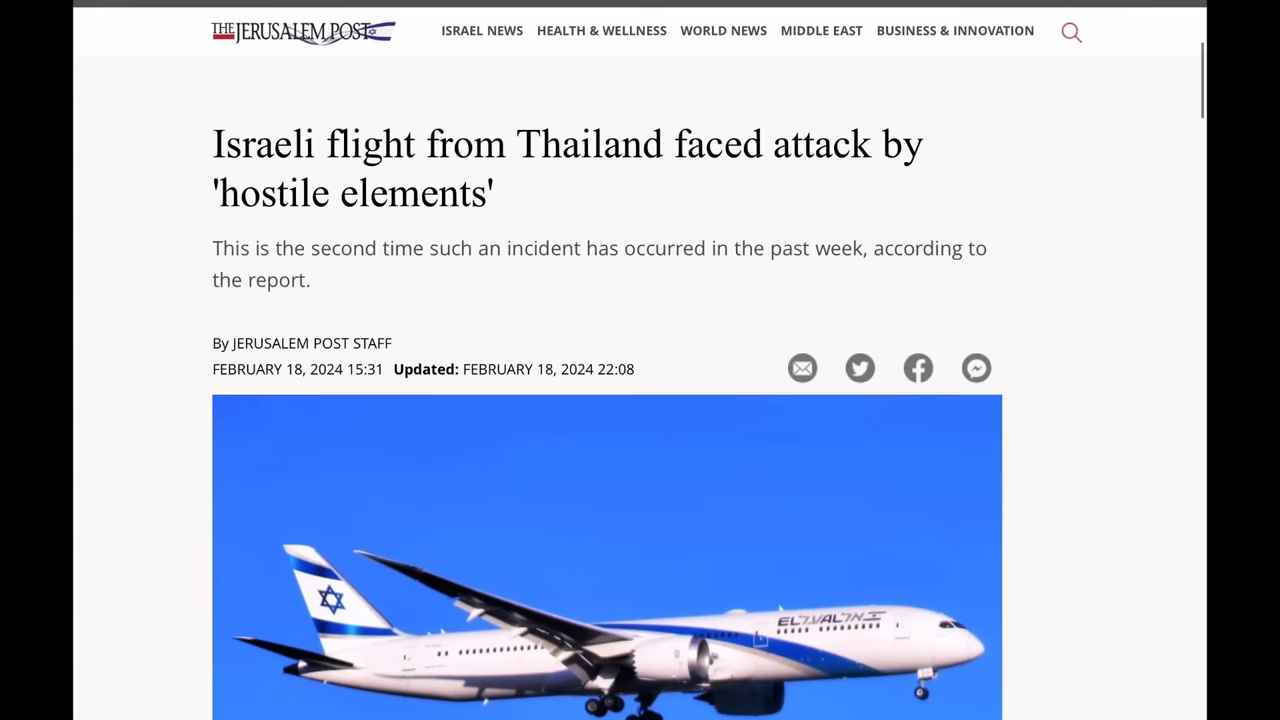 THE JERUSALEM POST
ISRAEL NEWS HEALTH & WELLNESS WORLD NEWS MIDDLE EAST BUSINESS & INNOVATION
Israeli flight from Thailand faced attack by
'hostile elements'
This is the second time such an incident has occurred in the past week, according to
the report.
By JERUSALEM POST STAFF
FEBRUARY 18, 2024 15:31 Updated: FEBRUARY 18, 2024 22:08
EL AL אל על